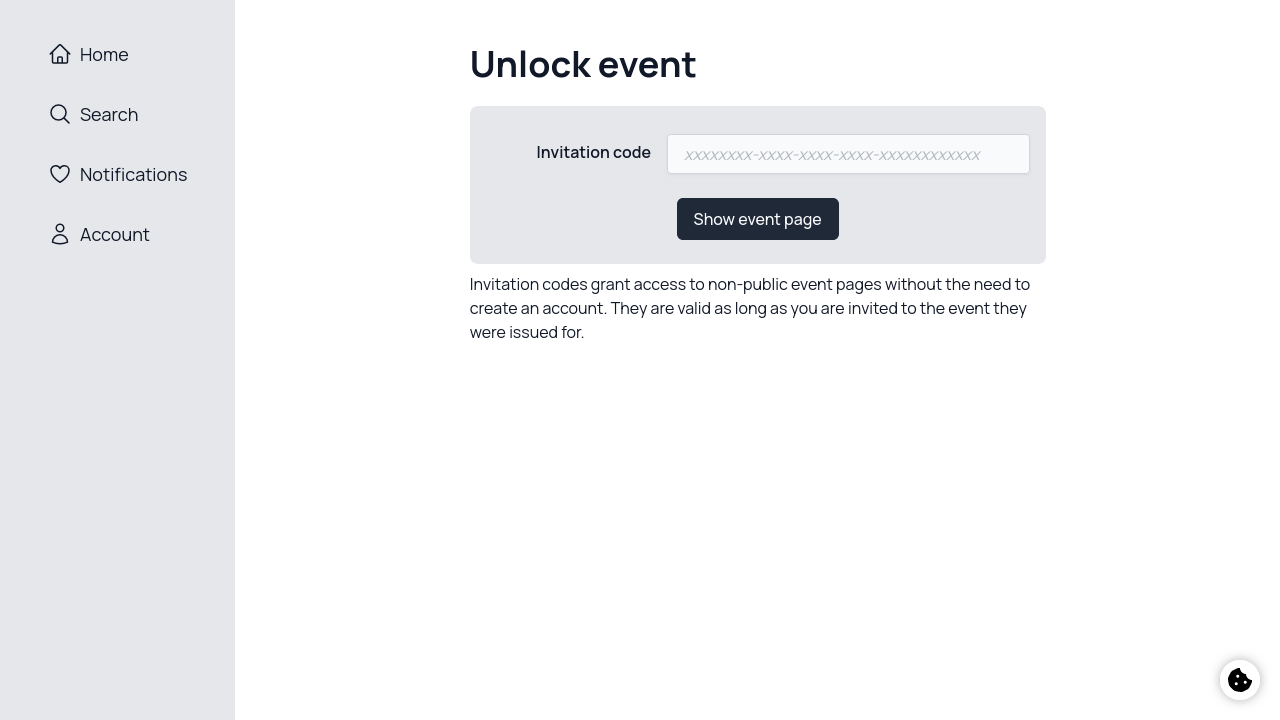 Home
Search
Notifications
Account
Unlock event
Invitation code
xxxxxxxx-xxxx-xxxx-xxxx-xxxxxxxxxxxx
Show event page
Invitation codes grant access to non-public event pages without the need to
create an account. They are valid as long as you are invited to the event they
were issued for.